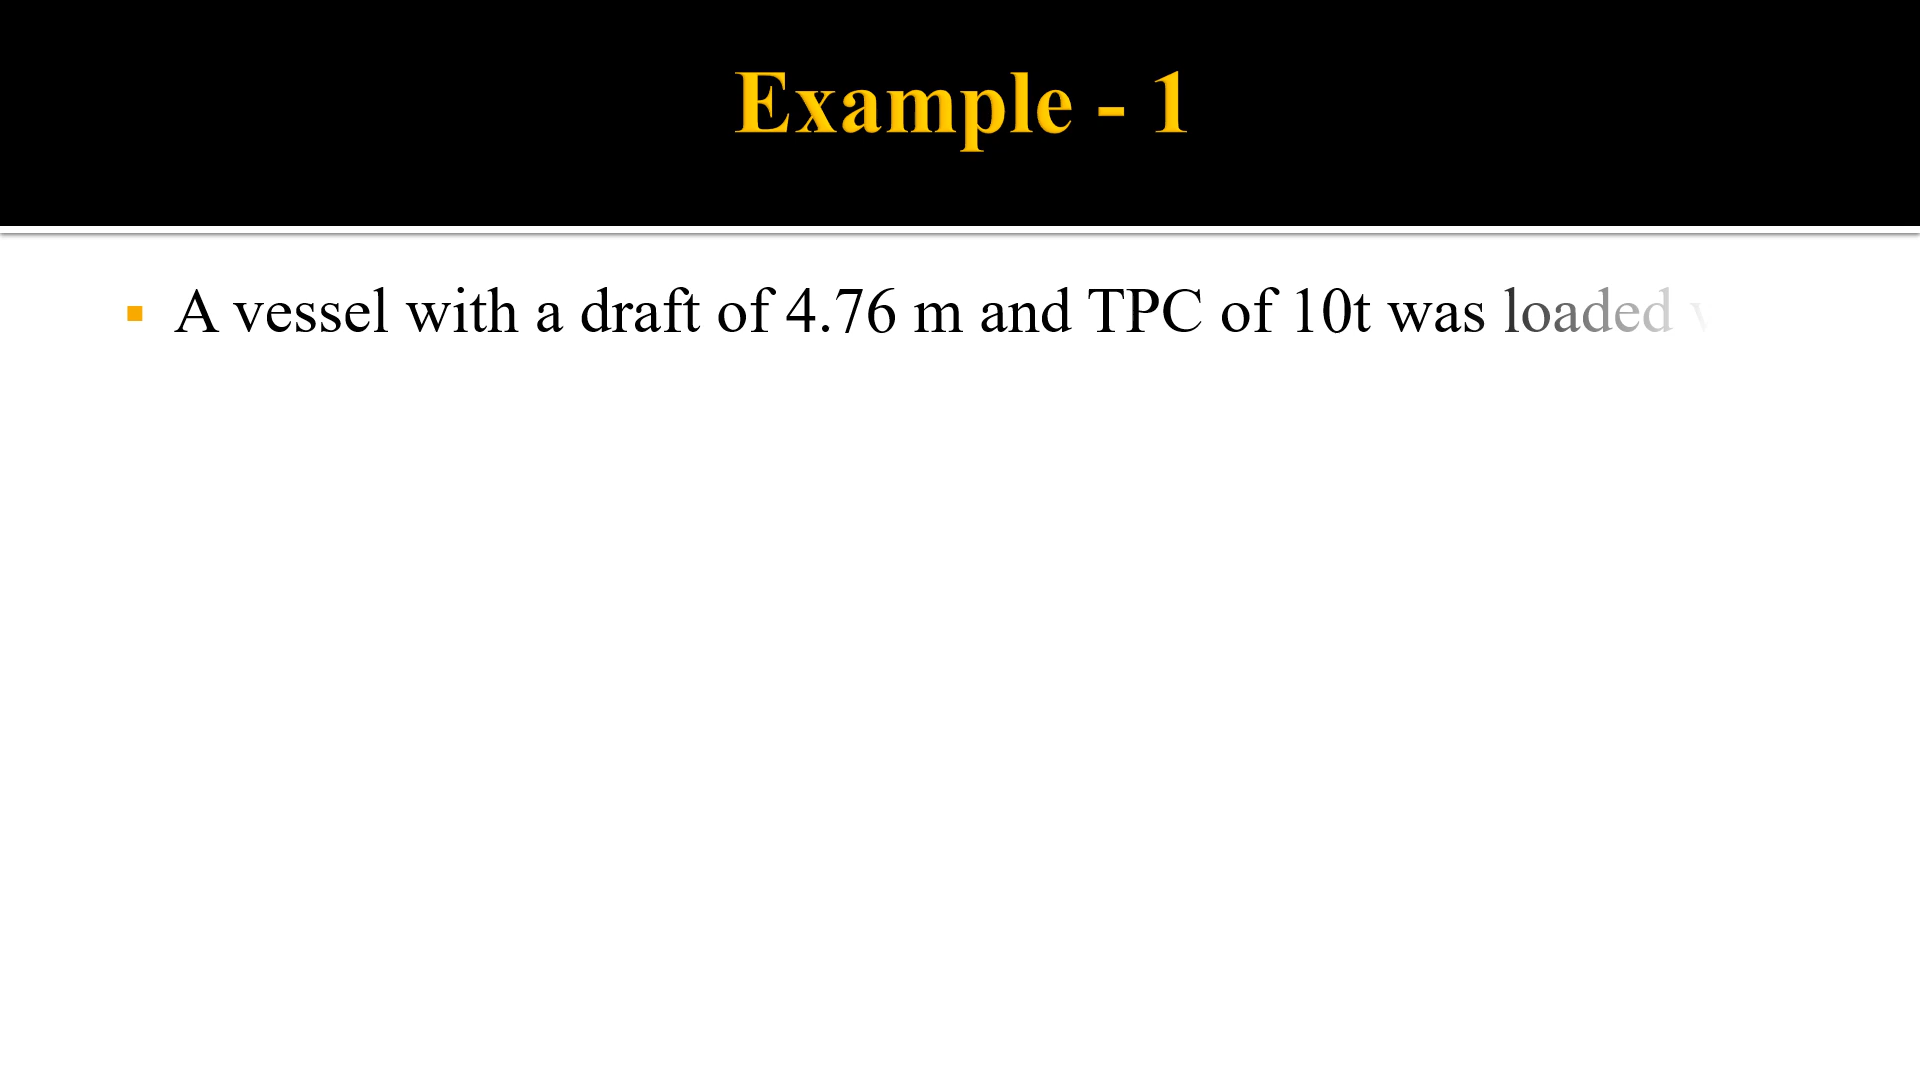 Example - 1
A vessel with a draft of 4.76 m and TPC of 10t was loaded